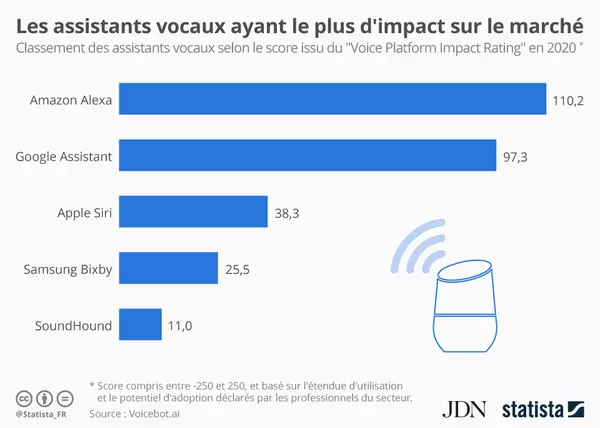 Les assistants vocaux ayant le plus d'impact sur le marché
Classement des assistants vocaux selon le score issu du "Voice Platform Impact Rating" en 2020 *
Amazon Alexa 110,2
Google Assistant 97,3
Apple Siri 38,3
Samsung Bixby 25,5
SoundHound 11,0
* Score compris entre -250 et 250, et basé sur l'étendue d'utilisation
et le potentiel d'adoption déclarés par les professionnels du secteur.
@Statista_FR Source : Voicebot.ai
cc
JDN statista